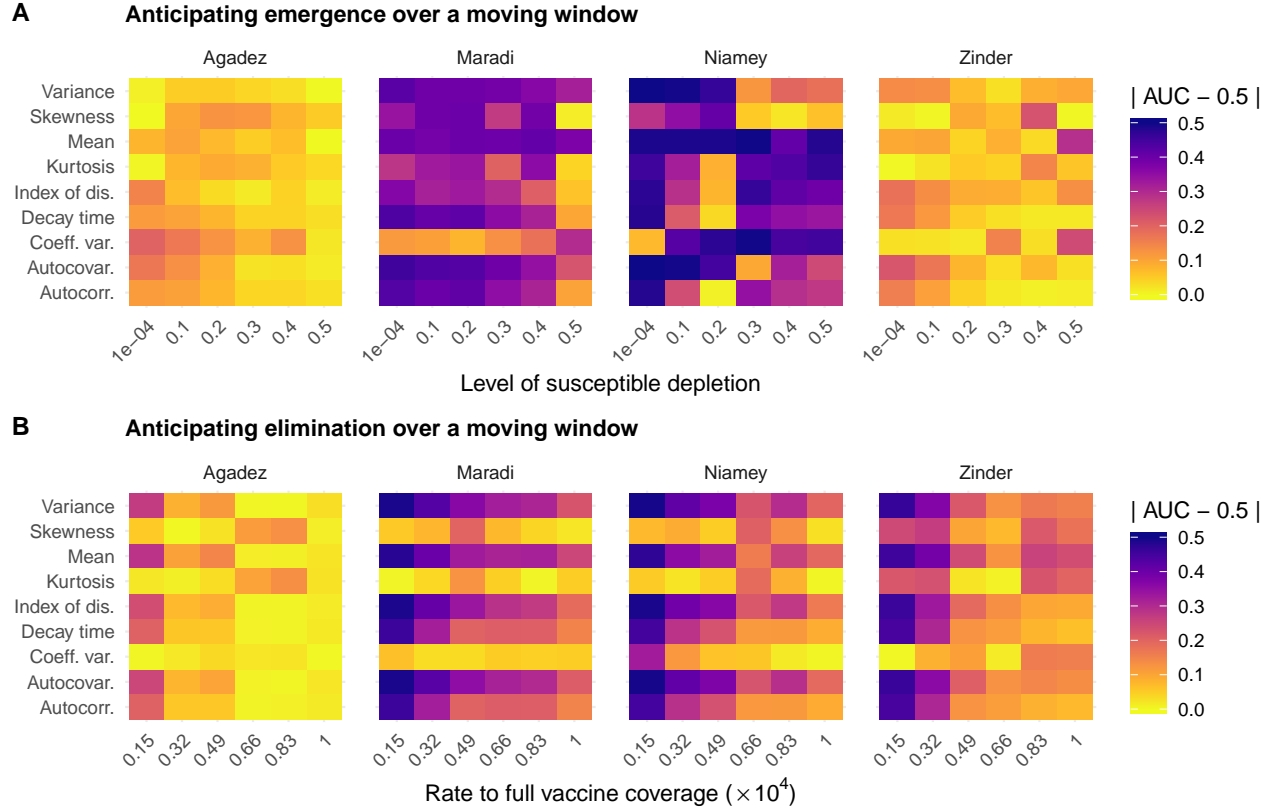 A Anticipating emergence over a moving window
Agadez Maradi Niamey Zinder
Variance
Skewness
Mean
Kurtosis
Index of dis.
Decay time
Coeff. var.
Autocovar.
Autocorr.
1e−04 0.1 0.2 0.3 0.4 0.5 1e−04 0.1 0.2 0.3 0.4 0.5 1e−04 0.1 0.2 0.3 0.4 0.5 1e−04 0.1 0.2 0.3 0.4 0.5
Level of susceptible depletion
| AUC − 0.5 |
0.5
0.4
0.3
0.2
0.1
0.0
B Anticipating elimination over a moving window
Agadez Maradi Niamey Zinder
Variance
Skewness
Mean
Kurtosis
Index of dis.
Decay time
Coeff. var.
Autocovar.
Autocorr.
0.15 0.32 0.49 0.66 0.83 1 0.15 0.32 0.49 0.66 0.83 1 0.15 0.32 0.49 0.66 0.83 1 0.15 0.32 0.49 0.66 0.83 1
Rate to full vaccine coverage (×10⁴)
| AUC − 0.5 |
0.5
0.4
0.3
0.2
0.1
0.0